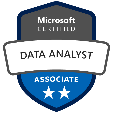 Microsoft
CERTIFIED
DATA ANALYST
ASSOCIATE